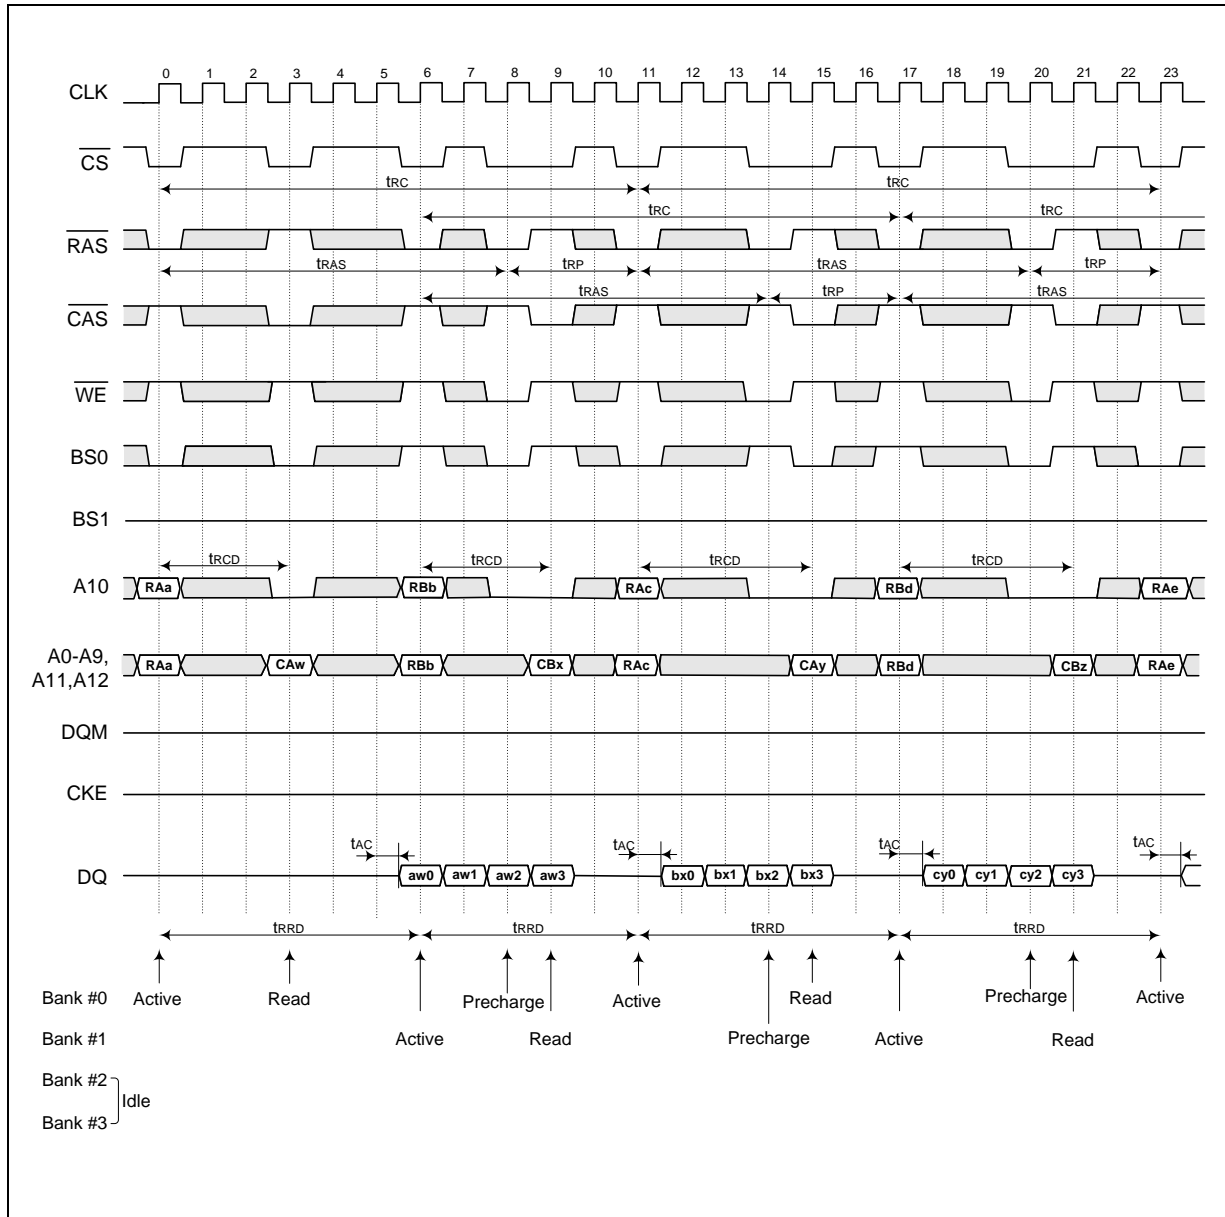 0 1 2 3 4 5 6 7 8 9 10 11 12 13 14 15 16 17 18 19 20 21 22 23
CLK
CS
tRC tRC
tRC tRC
RAS
tRAS tRP tRAS tRP
tRAS tRP tRAS
CAS
WE
BS0
BS1
tRCD tRCD tRCD tRCD
A10 RAa RBb RAc RBd RAe
A0-A9,
A11,A12
RAa CAw RBb CBx RAc CAy RBd CBz RAe
DQM
CKE
tAC tAC tAC tAC
DQ aw0 aw1 aw2 aw3 bx0 bx1 bx2 bx3 cy0 cy1 cy2 cy3
tRRD tRRD tRRD tRRD
Bank #0 Active Read Precharge Active Read Precharge Active
Bank #1 Active Read Precharge Active Read
Bank #2
Idle
Bank #3